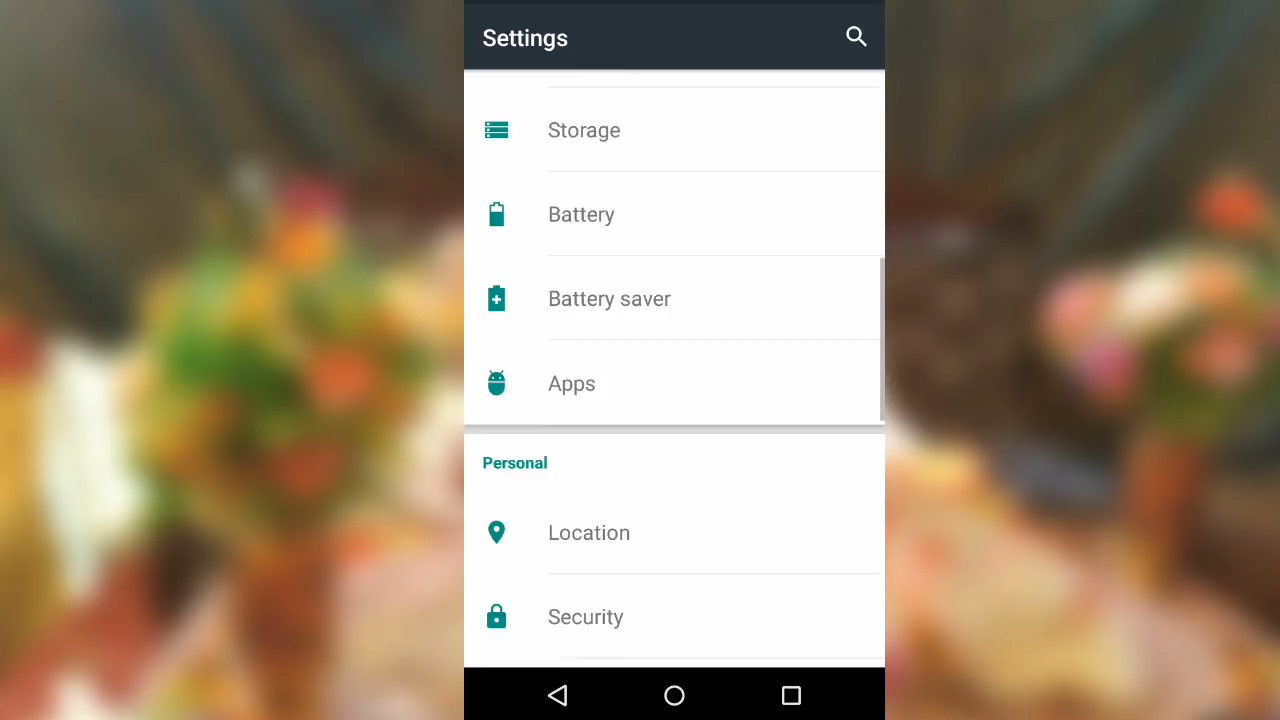 Settings
Storage
Battery
Battery saver
Apps
Personal
Location
Security